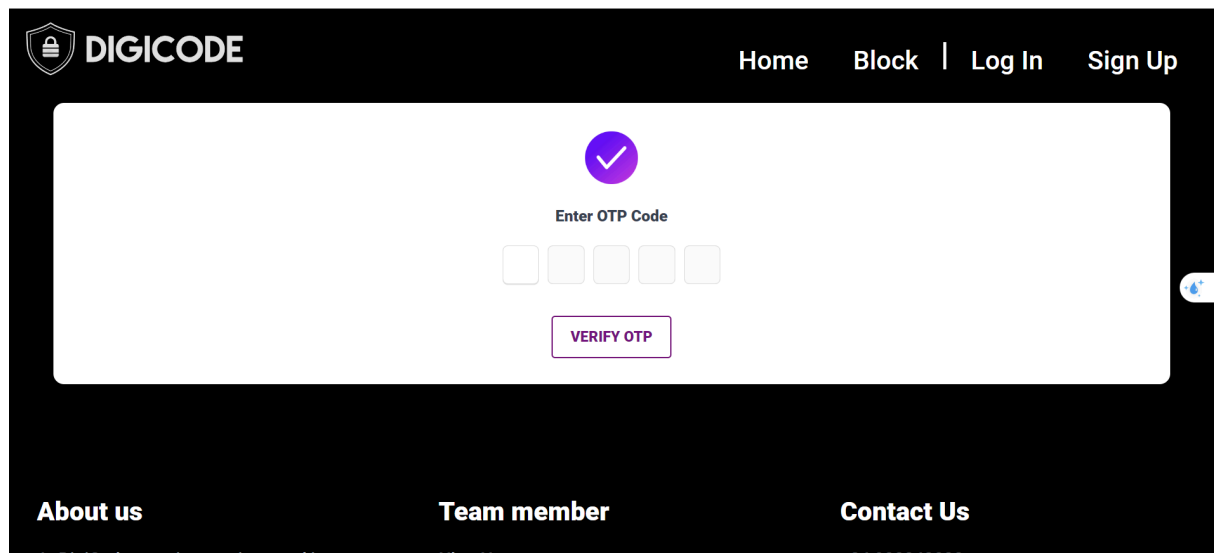 DIGICODE
Home Block | Log In Sign Up
Enter OTP Code
VERIFY OTP
About us Team member Contact Us